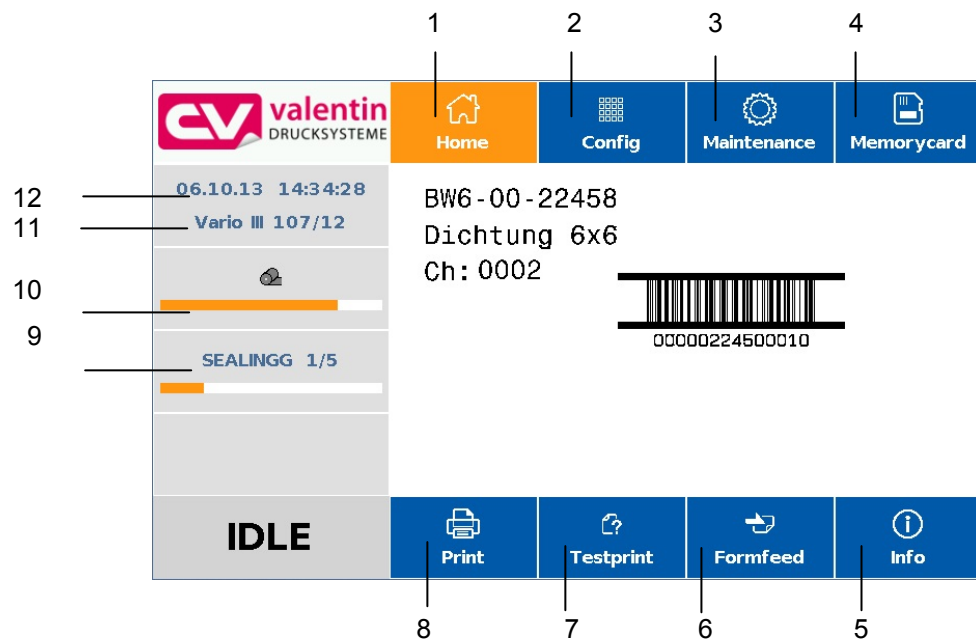 1 2 3 4
valentin
DRUCKSYSTEME
Home Config Maintenance Memorycard
12 06.10.13 14:34:28
11 Vario III 107/12
10
9
SEALINGG 1/5
BW6-00-22458
Dichtung 6x6
Ch: 0002
00000224500010
IDLE
Print Testprint Formfeed Info
8 7 6 5